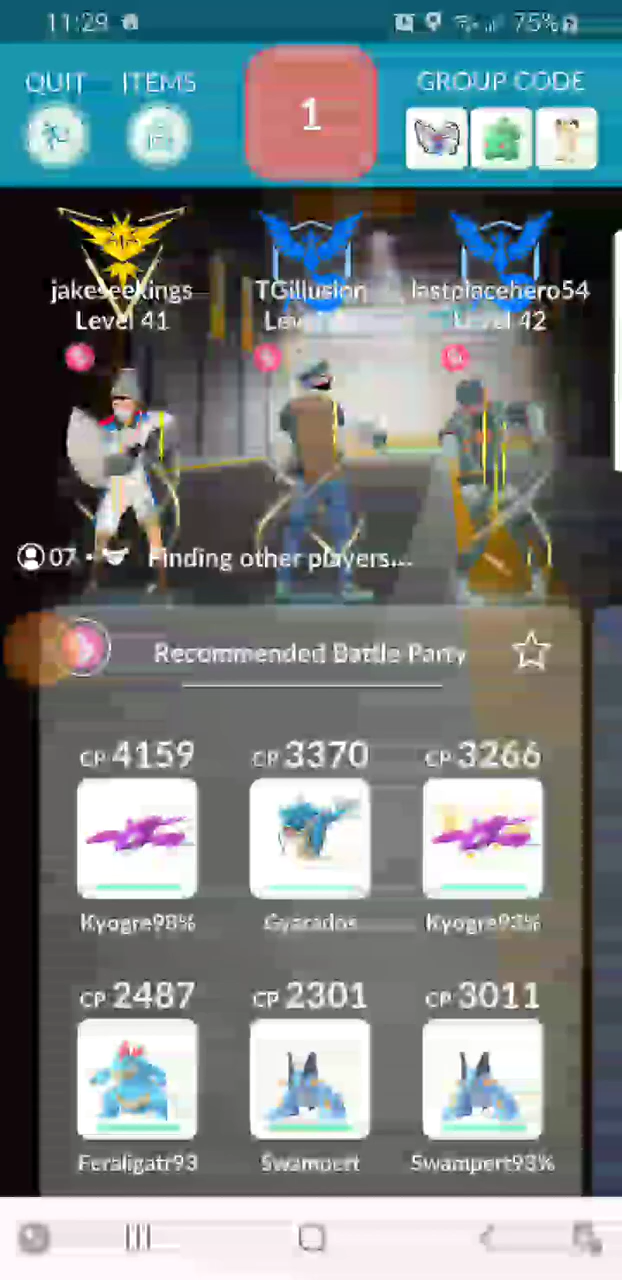 11:29 75%
QUIT ITEMS GROUP CODE
1
jakeseekings TGillusion lastplacehero54
Level 41 Level 42
07 • Finding other players...
Recommended Battle Party
CP 4159 CP 3370 CP 3266
Kyogre98% Gyarados Kyogre93%
CP 2487 CP 2301 CP 3011
Feraligatr93 Swampert Swampert93%